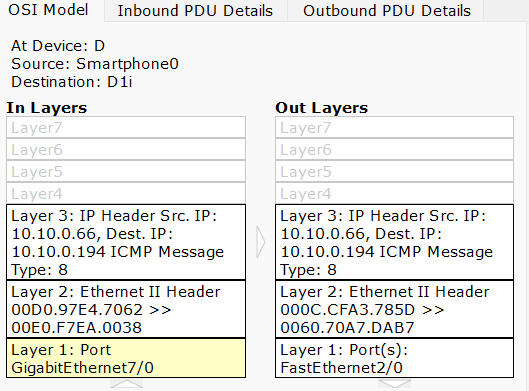 OSI Model Inbound PDU Details Outbound PDU Details
At Device: D
Source: Smartphone0
Destination: D1i
In Layers
Layer7
Layer6
Layer5
Layer4
Layer 3: IP Header Src. IP:
10.10.0.66, Dest. IP:
10.10.0.194 ICMP Message
Type: 8
Layer 2: Ethernet II Header
00D0.97E4.7062 >>
00E0.F7EA.0038
Layer 1: Port
GigabitEthernet7/0
Out Layers
Layer7
Layer6
Layer5
Layer4
Layer 3: IP Header Src. IP:
10.10.0.66, Dest. IP:
10.10.0.194 ICMP Message
Type: 8
Layer 2: Ethernet II Header
000C.CFA3.785D >>
0060.70A7.DAB7
Layer 1: Port(s):
FastEthernet2/0